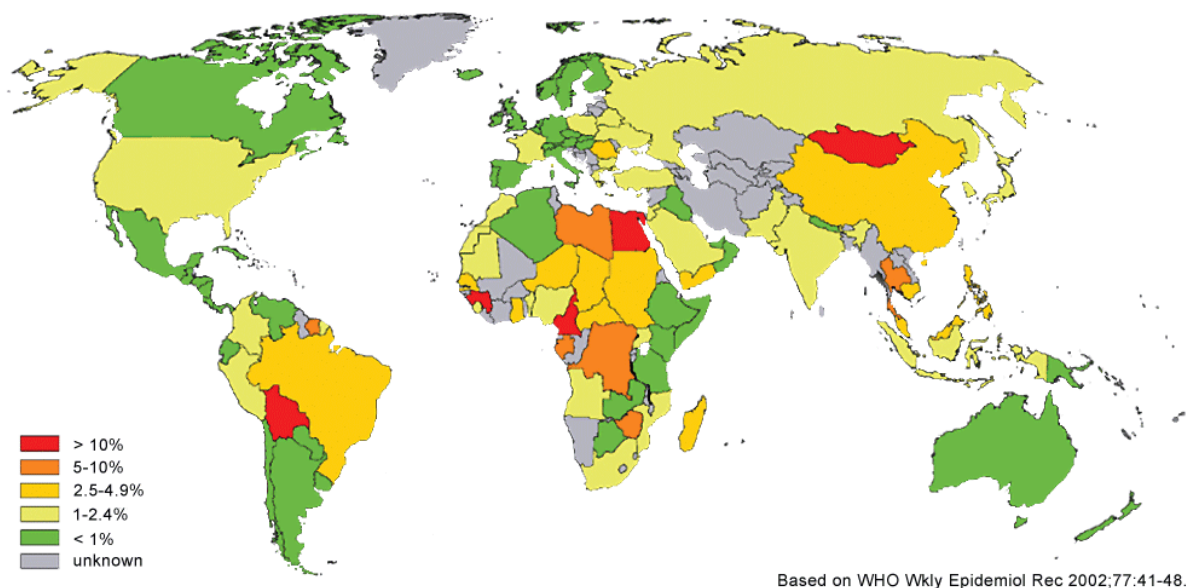 > 10%
5-10%
2.5-4.9%
1-2.4%
< 1%
unknown
Based on WHO Wkly Epidemiol Rec 2002;77:41-48